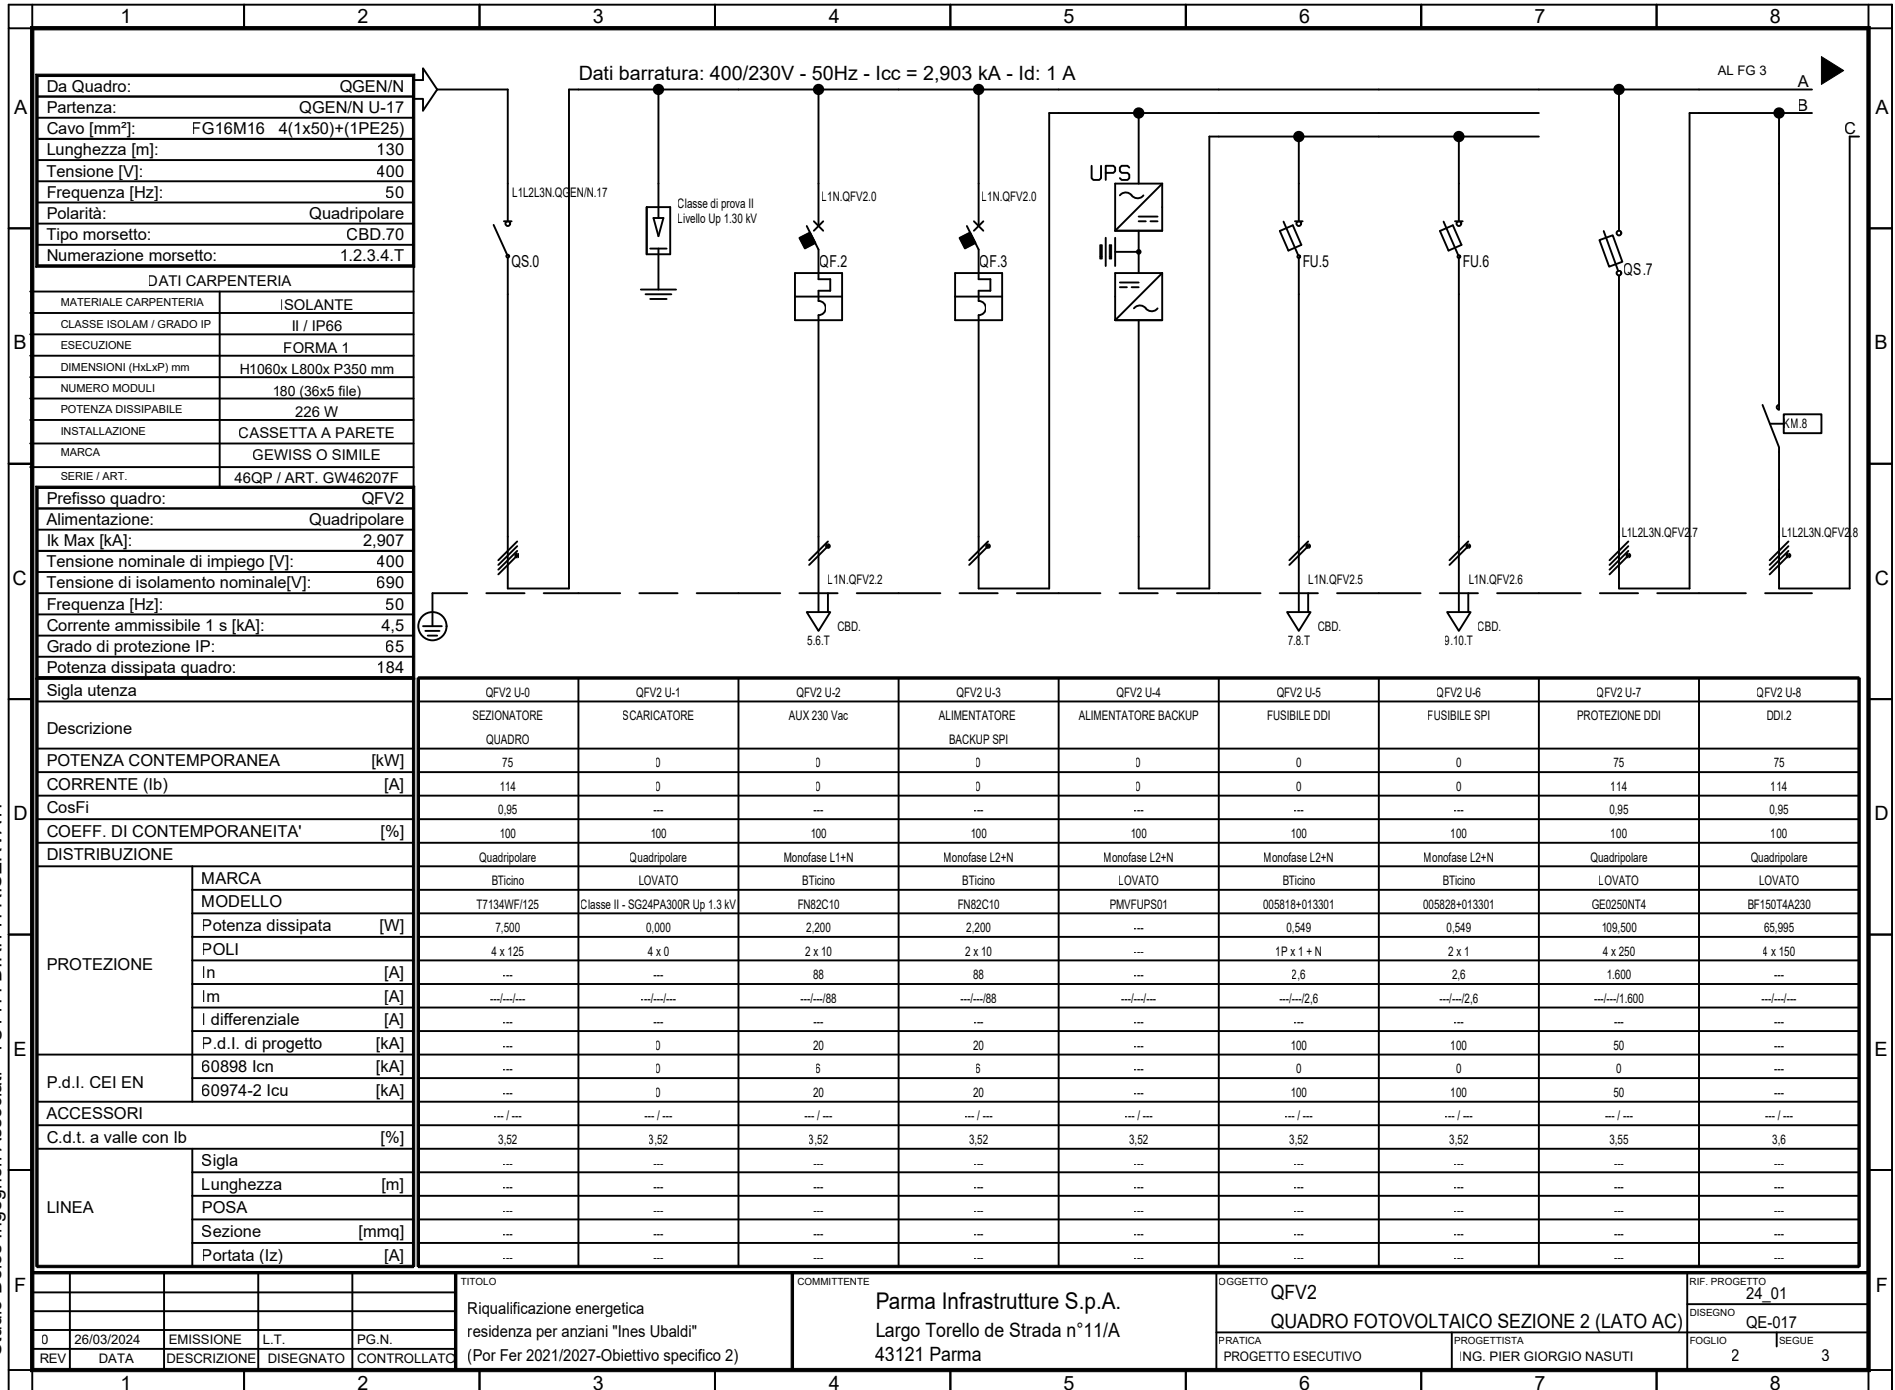 1 2 3 4 5 6 7 8
Dati barratura: 400/230V - 50Hz - Icc = 2,903 kA - Id: 1 A
AL FG 3
A
B
C
Da Quadro: QGEN/N
Partenza: QGEN/N U-17
Cavo [mm²]: FG16M16 4(1x50)+(1PE25)
Lunghezza [m]: 130
Tensione [V]: 400
Frequenza [Hz]: 50
Polarità: Quadripolare
Tipo morsetto: CBD.70
Numerazione morsetto: 1.2.3.4.T
DATI CARPENTERIA
MATERIALE CARPENTERIA ISOLANTE
CLASSE ISOLAM / GRADO IP II / IP66
ESECUZIONE FORMA 1
DIMENSIONI (HxLxP) mm H1060x L800x P350 mm
NUMERO MODULI 180 (36x5 file)
POTENZA DISSIPABILE 226 W
INSTALLAZIONE CASSETTA A PARETE
MARCA GEWISS O SIMILE
SERIE / ART. 46QP / ART. GW46207F
Prefisso quadro: QFV2
Alimentazione: Quadripolare
Ik Max [kA]: 2,907
Tensione nominale di impiego [V]: 400
Tensione di isolamento nominale[V]: 690
Frequenza [Hz]: 50
Corrente ammissibile 1 s [kA]: 4,5
Grado di protezione IP: 65
Potenza dissipata quadro: 184
L1L2L3N.QGEN/N.17
QS.0
Classe di prova II
Livello Up 1.30 kV
L1N.QFV2.0
QF.2
L1N.QFV2.2
CBD.
5.6.T
L1N.QFV2.0
QF.3
UPS
FU.5
L1N.QFV2.5
CBD.
7.8.T
FU.6
L1N.QFV2.6
CBD.
9.10.T
QS.7
L1L2L3N.QFV2.7
KM.8
L1L2L3N.QFV2.8
A B C D E F
A B C D E F
Sigla utenza QFV2 U-0 QFV2 U-1 QFV2 U-2 QFV2 U-3 QFV2 U-4 QFV2 U-5 QFV2 U-6 QFV2 U-7 QFV2 U-8
Descrizione SEZIONATORE QUADRO SCARICATORE AUX 230 Vac ALIMENTATORE BACKUP SPI ALIMENTATORE BACKUP FUSIBILE DDI FUSIBILE SPI PROTEZIONE DDI DDI.2
POTENZA CONTEMPORANEA [kW] 75 0 0 0 0 0 0 75 75
CORRENTE (Ib) [A] 114 0 0 0 0 0 0 114 114
CosFi 0,95 --- --- --- --- --- --- 0,95 0,95
COEFF. DI CONTEMPORANEITA' [%] 100 100 100 100 100 100 100 100 100
DISTRIBUZIONE Quadripolare Quadripolare Monofase L1+N Monofase L2+N Monofase L2+N Monofase L2+N Monofase L2+N Quadripolare Quadripolare
PROTEZIONE
MARCA BTicino LOVATO BTicino BTicino LOVATO BTicino BTicino LOVATO LOVATO
MODELLO T7134WF/125 Classe II - SG24PA300R Up 1.3 kV FN82C10 FN82C10 PMVFUPS01 005818+013301 005828+013301 GE0250NT4 BF150T4A230
Potenza dissipata [W] 7,500 0,000 2,200 2,200 --- 0,549 0,549 109,500 65,995
POLI 4 x 125 4 x 0 2 x 10 2 x 10 --- 1P x 1 + N 2 x 1 4 x 250 4 x 150
In [A] --- --- 88 88 --- 2,6 2,6 1.600 ---
Im [A] ---/---/--- ---/---/--- ---/---/88 ---/---/88 ---/---/--- ---/---/2,6 ---/---/2,6 ---/---/1.600 ---/---/---
I differenziale [A] --- --- --- --- --- --- --- --- ---
P.d.I. di progetto [kA] --- 0 20 20 --- 100 100 50 ---
P.d.I. CEI EN
60898 Icn [kA] --- 0 6 6 --- 0 0 0 ---
60974-2 Icu [kA] --- 0 20 20 --- 100 100 50 ---
ACCESSORI --- / --- --- / --- --- / --- --- / --- --- / --- --- / --- --- / --- --- / --- --- / ---
C.d.t. a valle con Ib [%] 3,52 3,52 3,52 3,52 3,52 3,52 3,52 3,55 3,6
LINEA
Sigla --- --- --- --- --- --- --- --- ---
Lunghezza [m] --- --- --- --- --- --- --- --- ---
POSA --- --- --- --- --- --- --- --- ---
Sezione [mmq] --- --- --- --- --- --- --- --- ---
Portata (Iz) [A] --- --- --- --- --- --- --- --- ---
0 26/03/2024 EMISSIONE L.T. PG.N.
REV DATA DESCRIZIONE DISEGNATO CONTROLLATO
TITOLO
Riqualificazione energetica
residenza per anziani "Ines Ubaldi"
(Por Fer 2021/2027-Obiettivo specifico 2)
COMMITTENTE
Parma Infrastrutture S.p.A.
Largo Torello de Strada n°11/A
43121 Parma
OGGETTO
QFV2
QUADRO FOTOVOLTAICO SEZIONE 2 (LATO AC)
PRATICA
PROGETTO ESECUTIVO
PROGETTISTA
ING. PIER GIORGIO NASUTI
RIF. PROGETTO
24_01
DISEGNO
QE-017
FOGLIO
2
SEGUE
3
1 2 3 4 5 6 7 8